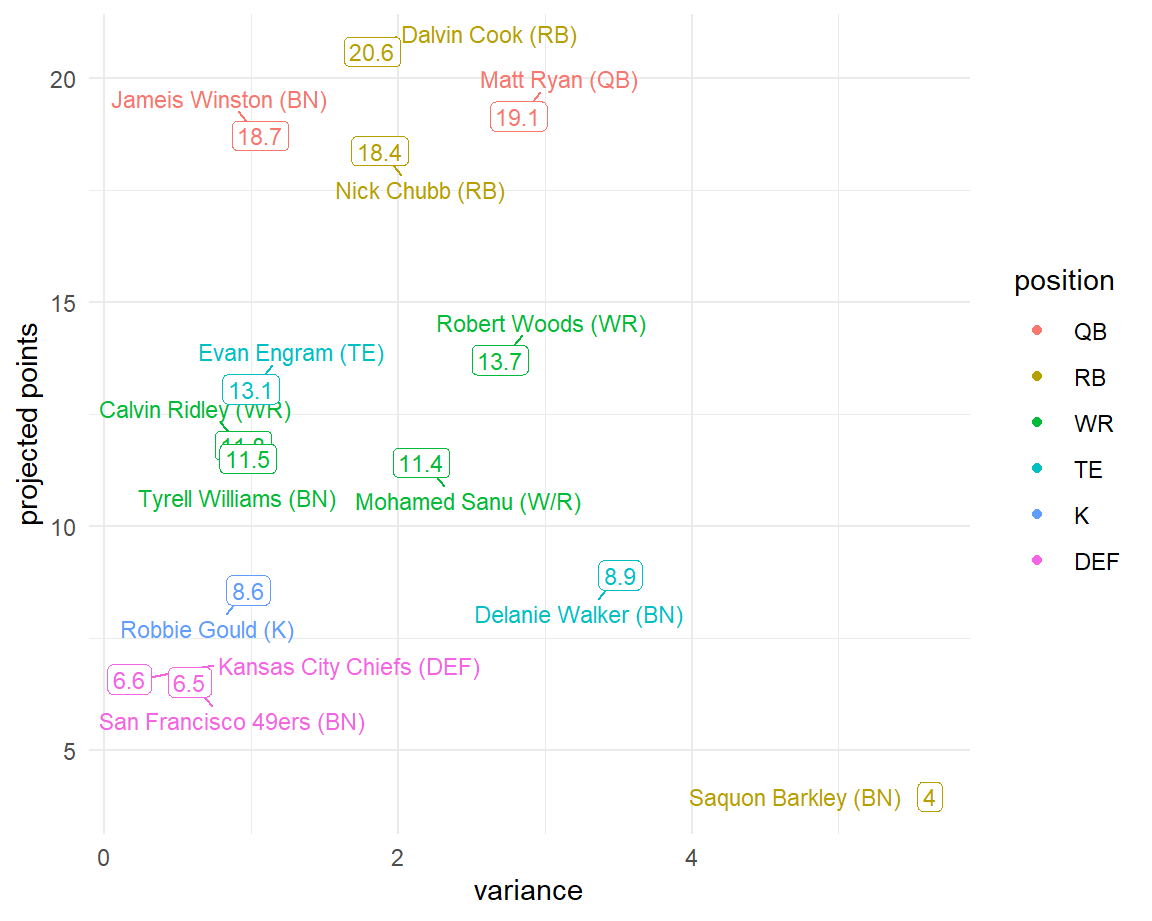 Dalvin Cook (RB)
20.6
Matt Ryan (QB)
19.1
Jameis Winston (BN)
18.7
18.4
Nick Chubb (RB)
Robert Woods (WR)
13.7
Evan Engram (TE)
13.1
Calvin Ridley (WR)
11.5
11.4
Tyrell Williams (BN)
Mohamed Sanu (W/R)
8.9
8.6
Delanie Walker (BN)
Robbie Gould (K)
Kansas City Chiefs (DEF)
6.6
6.5
San Francisco 49ers (BN)
Saquon Barkley (BN)
4
20
15
10
5
0
2
4
projected points
variance
position
QB
RB
WR
TE
K
DEF